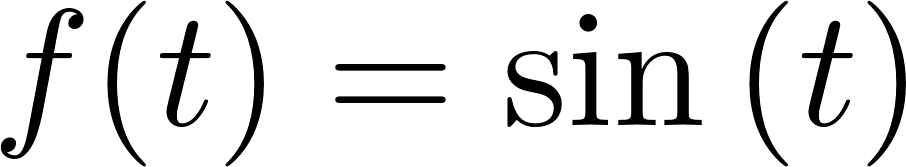 f(t) = sin (t)